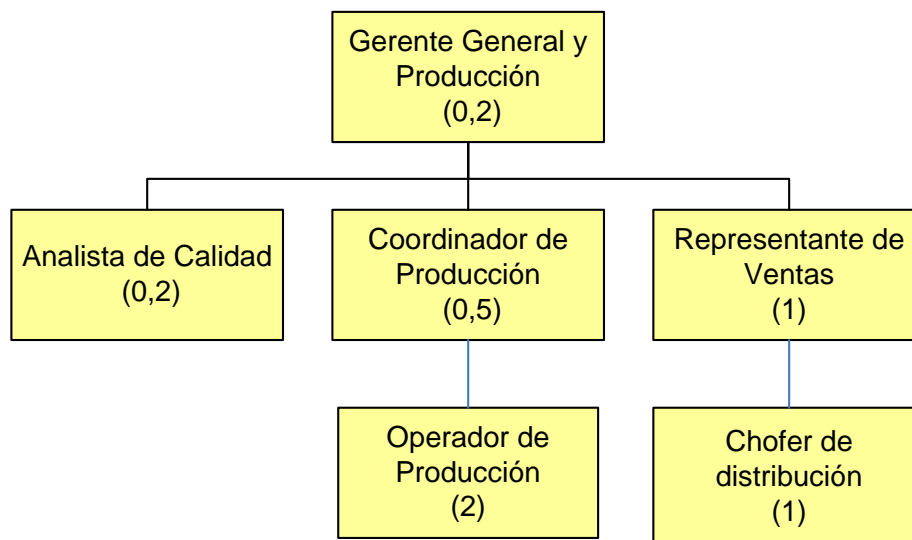 Gerente General y
Producción
(0,2)
Analista de Calidad
(0,2)
Coordinador de
Producción
(0,5)
Representante de
Ventas
(1)
Operador de
Producción
(2)
Chofer de
distribución
(1)